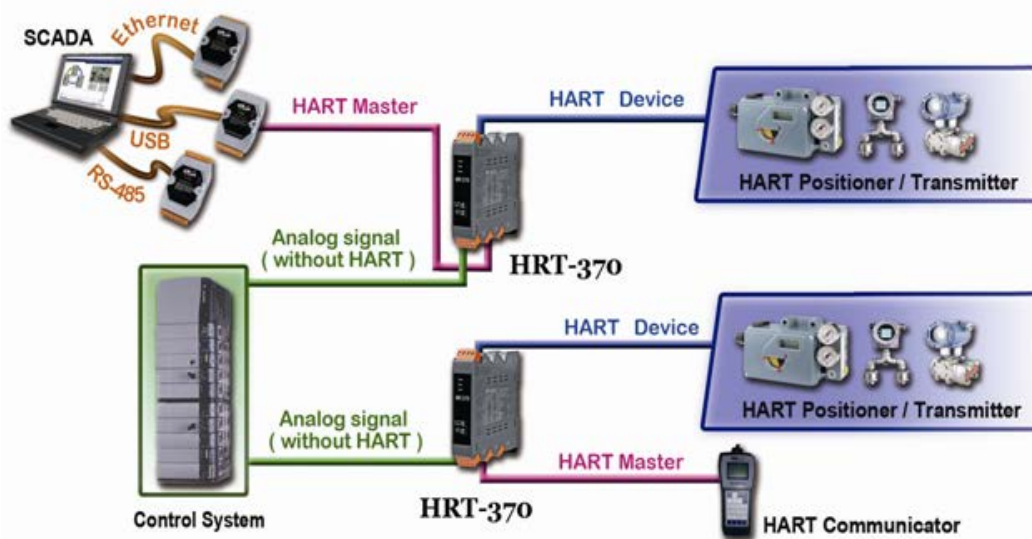 SCADA
Ethernet
USB
RS-485
HART Master
HART Device
HART Positioner / Transmitter
Analog signal
( without HART )
HRT-370
HART Device
HART Positioner / Transmitter
Analog signal
( without HART )
HART Master
HRT-370
Control System
HART Communicator